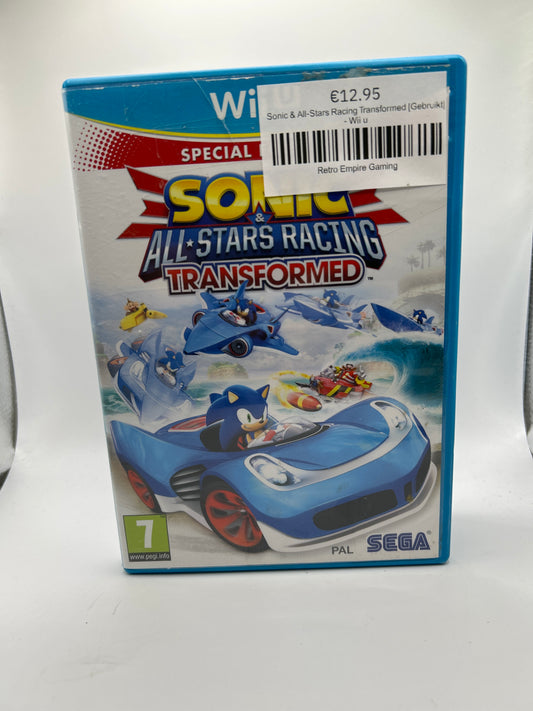 Wii U
€12.95
Sonic & All-Stars Racing Transformed [Gebruikt]
- Wii u
Retro Empire Gaming
SPECIAL
SONIC
&
ALL★STARS RACING
TRANSFORMED™
7
www.pegi.info
PAL
SEGA